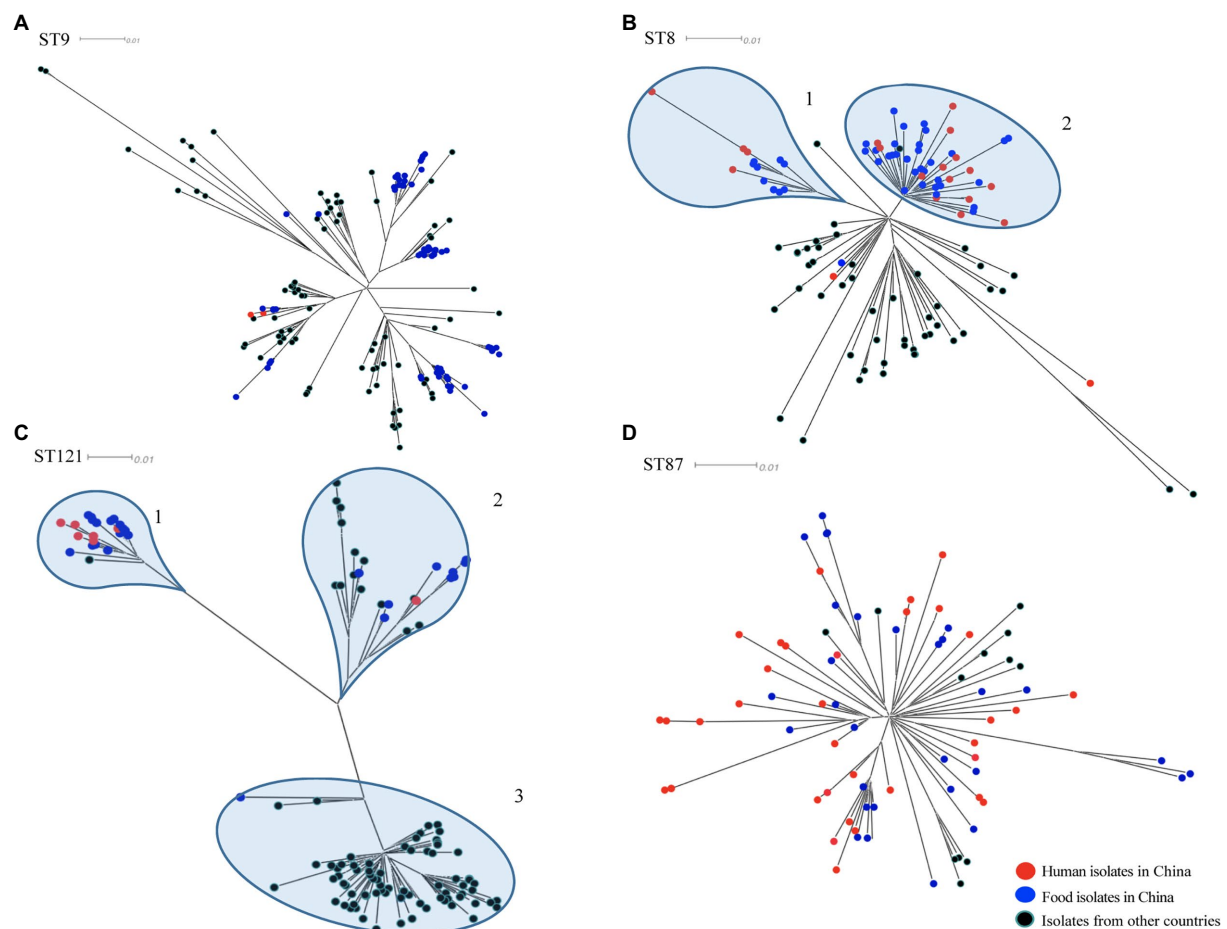 A
ST9 0.01
B
ST8 0.01
1
2
C
ST121 0.01
1
2
3
D
ST87 0.01
Human isolates in China
Food isolates in China
Isolates from other countries